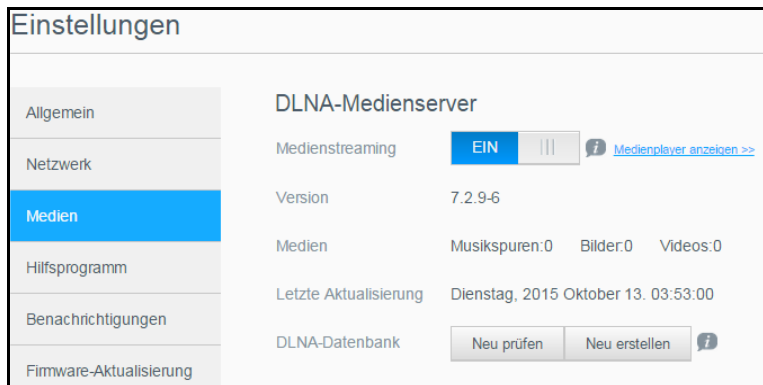 Einstellungen
Allgemein
Netzwerk
Medien
Hilfsprogramm
Benachrichtigungen
Firmware-Aktualisierung
DLNA-Medienserver
Medienstreaming EIN Medienplayer anzeigen >>
Version 7.2.9-6
Medien Musikspuren:0 Bilder:0 Videos:0
Letzte Aktualisierung Dienstag, 2015 Oktober 13. 03:53:00
DLNA-Datenbank Neu prüfen Neu erstellen